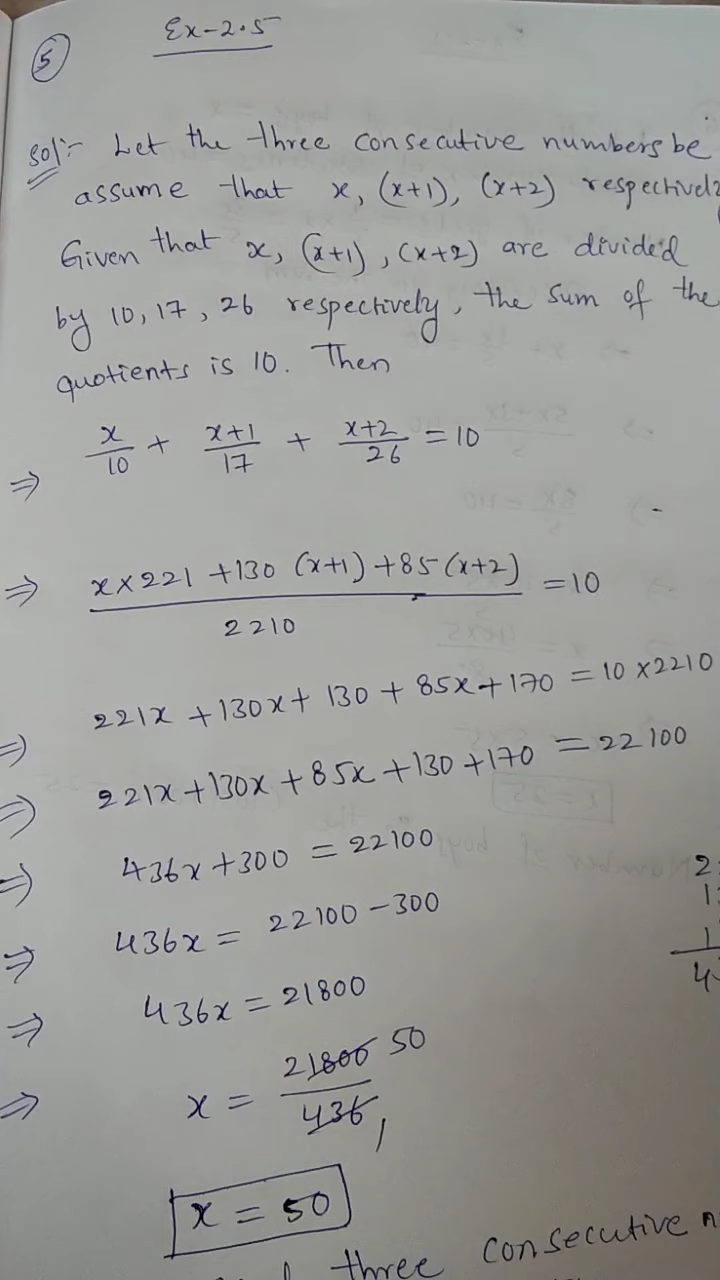 Ex-2.5
5
Sol:- Let the three consecutive numbers be
assume that x, (x+1), (x+2)
Given that x, (x+1), (x+2) are divided
by 10, 17, 26 respectively, the sum of the
quotients is 10. Then
⇒ x/10 + x+1/17 + x+2/26 = 10
⇒ x×221 +130 (x+1) +85 (x+2) / 2210 = 10
⇒ 221x +130x + 130 + 85x + 170 = 10 ×2210
⇒ 221x +130x + 85x +130 +170 = 22100
⇒ 436x +300 = 22100
⇒ 436x = 22100 - 300
⇒ 436x = 21800
⇒ x = 21800/436 50 1
x = 50
three consecutive